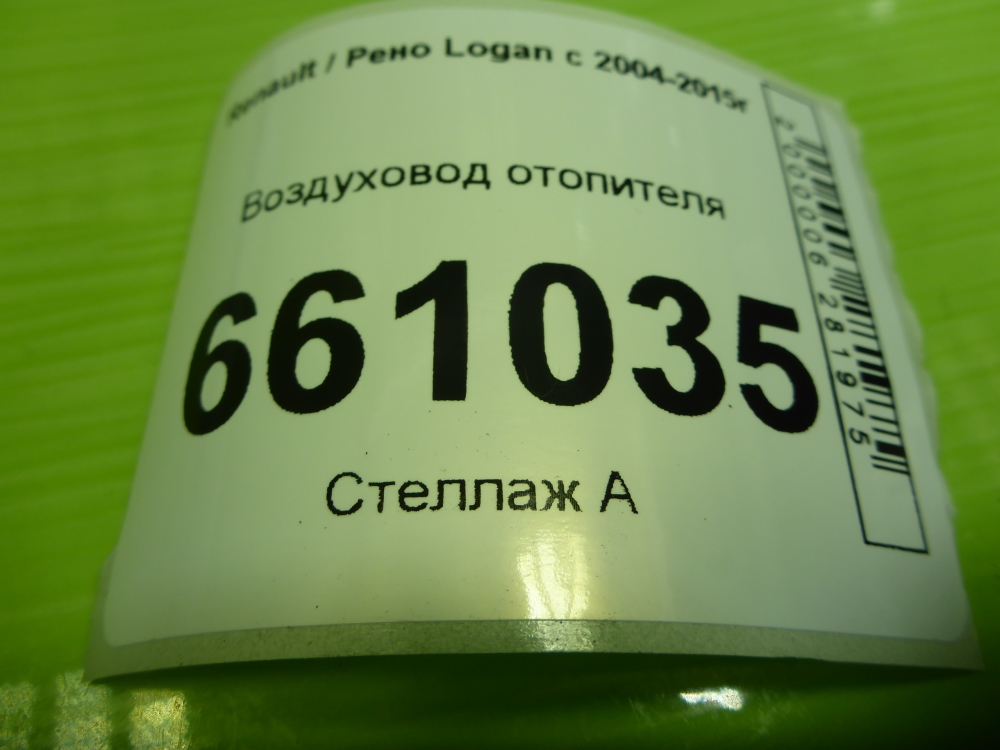 Renault / Рено Logan с 2004-2015г
Воздуховод отопителя
661035
Стеллаж А
2000006281975